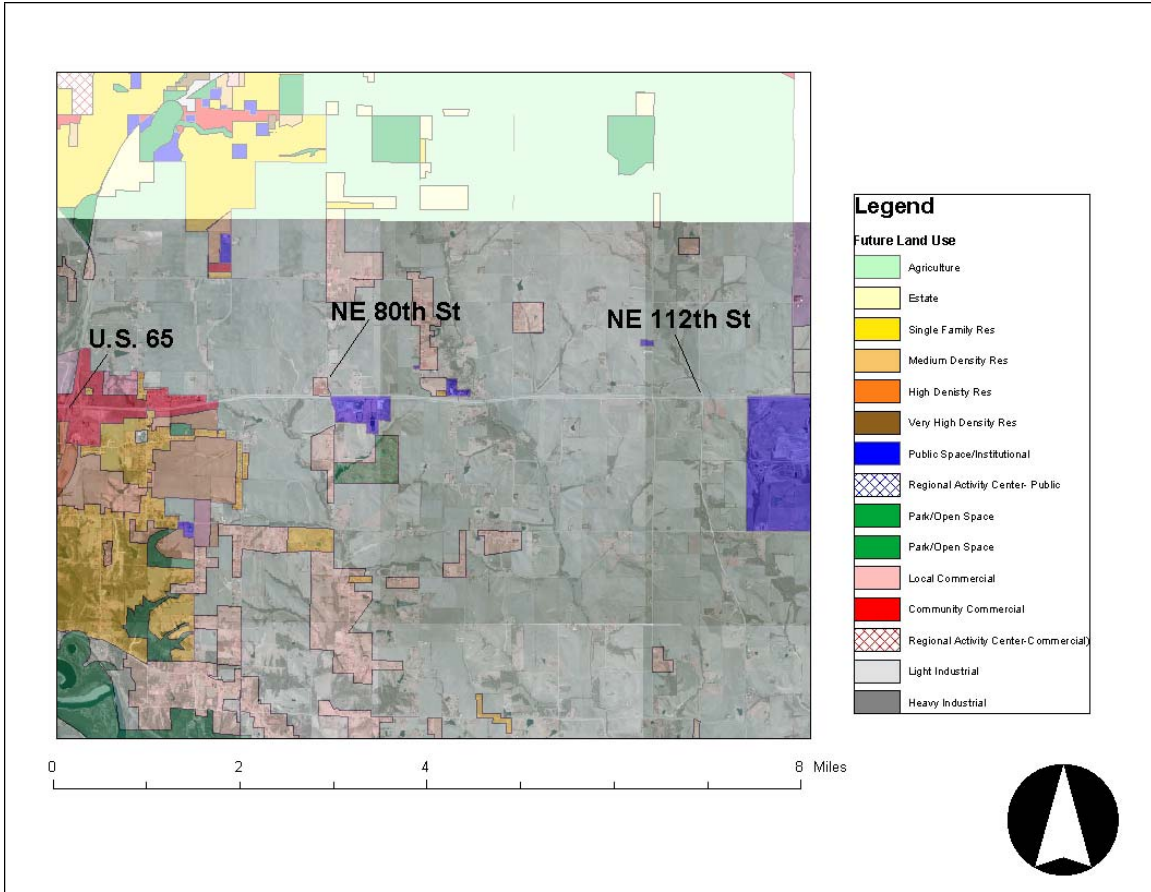 NE 80th St
NE 112th St
U.S. 65
Legend
Future Land Use
Agriculture
Estate
Single Family Res
Medium Density Res
High Denisty Res
Very High Density Res
Public Space/Institutional
Regional Activity Center- Public
Park/Open Space
Park/Open Space
Local Commercial
Community Commercial
Regional Activity Center-Commercial)
Light Industrial
Heavy Industrial
0 2 4 8 Miles